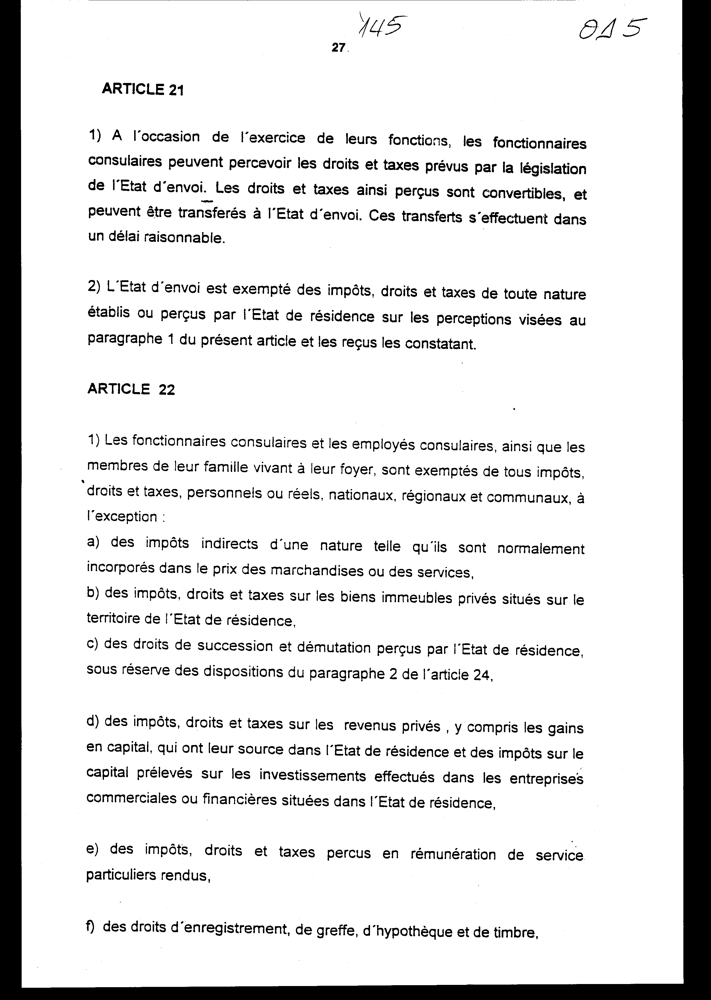 145
015
27
ARTICLE 21
1) A l´occasion de l´exercice de leurs fonctions, les fonctionnaires
consulaires peuvent percevoir les droits et taxes prévus par la législation
de l´Etat d´envoi. Les droits et taxes ainsi perçus sont convertibles, et
peuvent être transferés à l´Etat d´envoi. Ces transferts s´effectuent dans
un délai raisonnable.
2) L´Etat d´envoi est exempté des impôts, droits et taxes de toute nature
établis ou perçus par l´Etat de résidence sur les perceptions visées au
paragraphe 1 du présent article et les reçus les constatant.
ARTICLE 22
1) Les fonctionnaires consulaires et les employés consulaires, ainsi que les
membres de leur famille vivant à leur foyer, sont exemptés de tous impôts,
droits et taxes, personnels ou réels, nationaux, régionaux et communaux, à
l´exception :
a) des impôts indirects d´une nature telle qu´ils sont normalement
incorporés dans le prix des marchandises ou des services,
b) des impôts, droits et taxes sur les biens immeubles privés situés sur le
territoire de l´Etat de résidence,
c) des droits de succession et démutation perçus par l´Etat de résidence,
sous réserve des dispositions du paragraphe 2 de l´article 24,
d) des impôts, droits et taxes sur les revenus privés , y compris les gains
en capital, qui ont leur source dans l´Etat de résidence et des impôts sur le
capital prélevés sur les investissements effectués dans les entreprises
commerciales ou financières situées dans l´Etat de résidence,
e) des impôts, droits et taxes percus en rémunération de service
particuliers rendus,
f) des droits d´enregistrement, de greffe, d´hypothèque et de timbre,